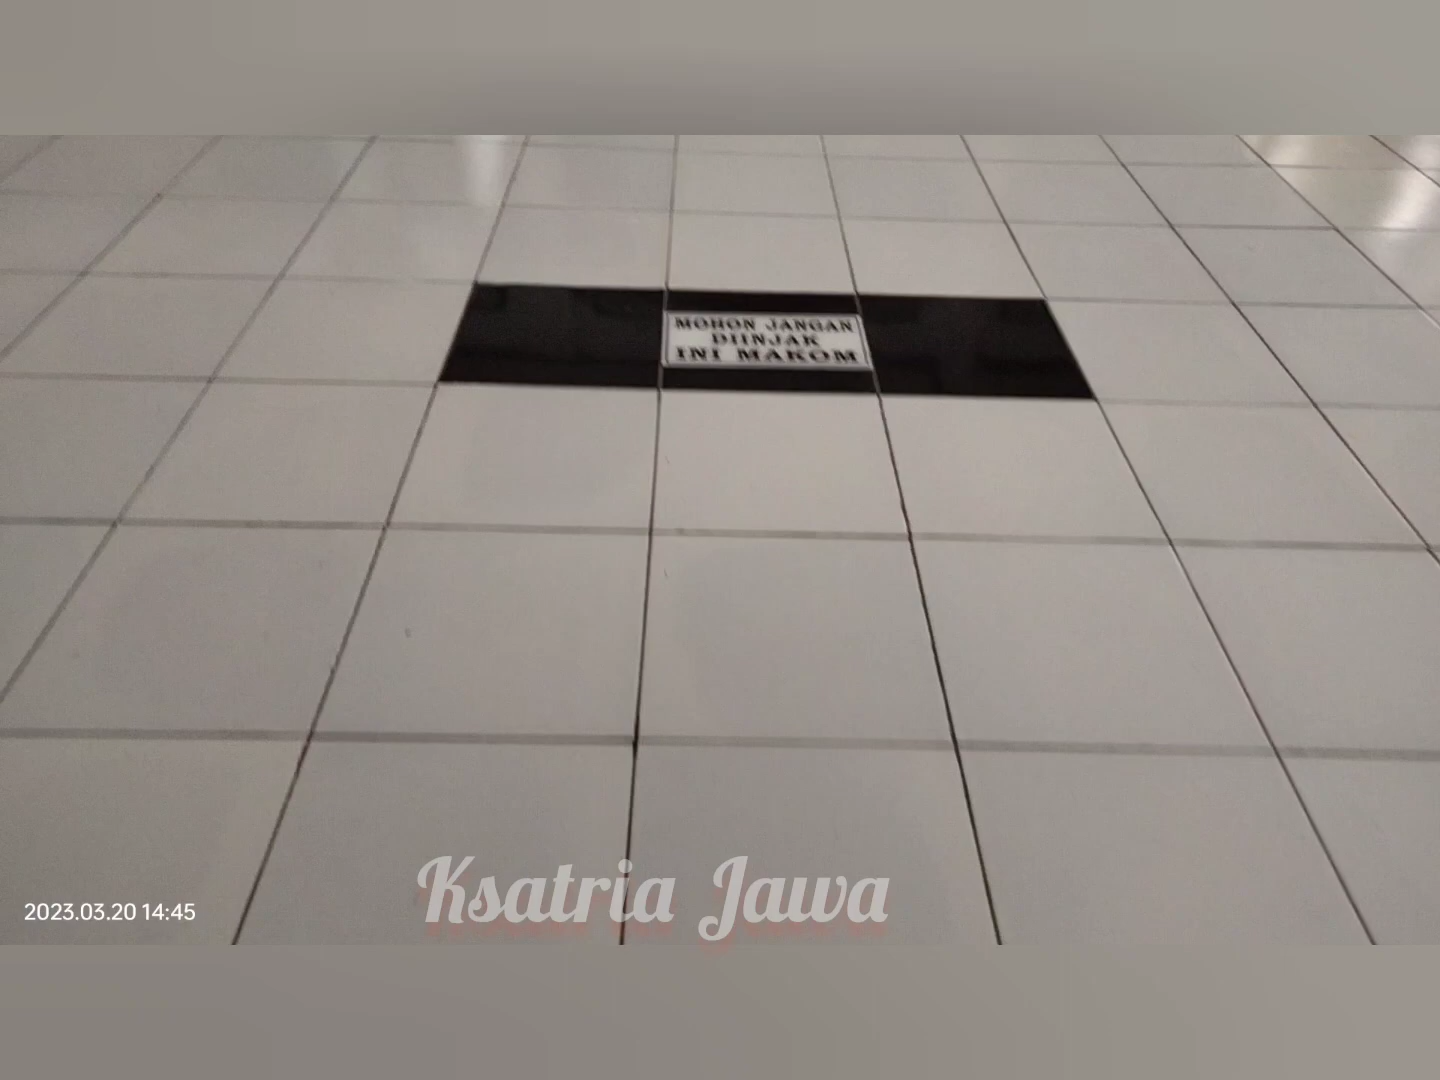 MOHON JANGAN
DIINJAK
INI MAKOM
Ksatria Jawa
2023.03.20 14:45